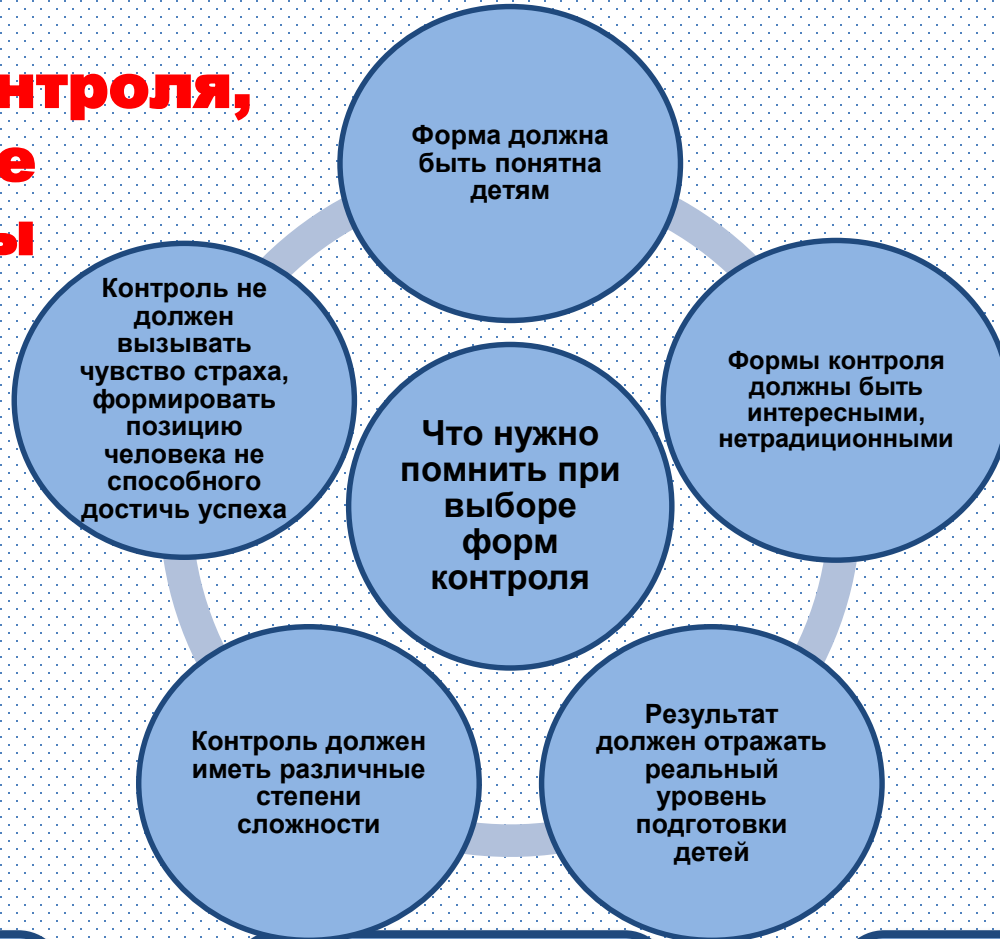 нтроля,
е
ы
Форма должна
быть понятна
детям
Контроль не
должен
вызывать
чувство страха,
формировать
позицию
человека не
способного
достичь успеха
Формы контроля
должны быть
интересными,
нетрадиционными
Что нужно
помнить при
выборе
форм
контроля
Контроль должен
иметь различные
степени
сложности
Результат
должен отражать
реальный
уровень
подготовки
детей